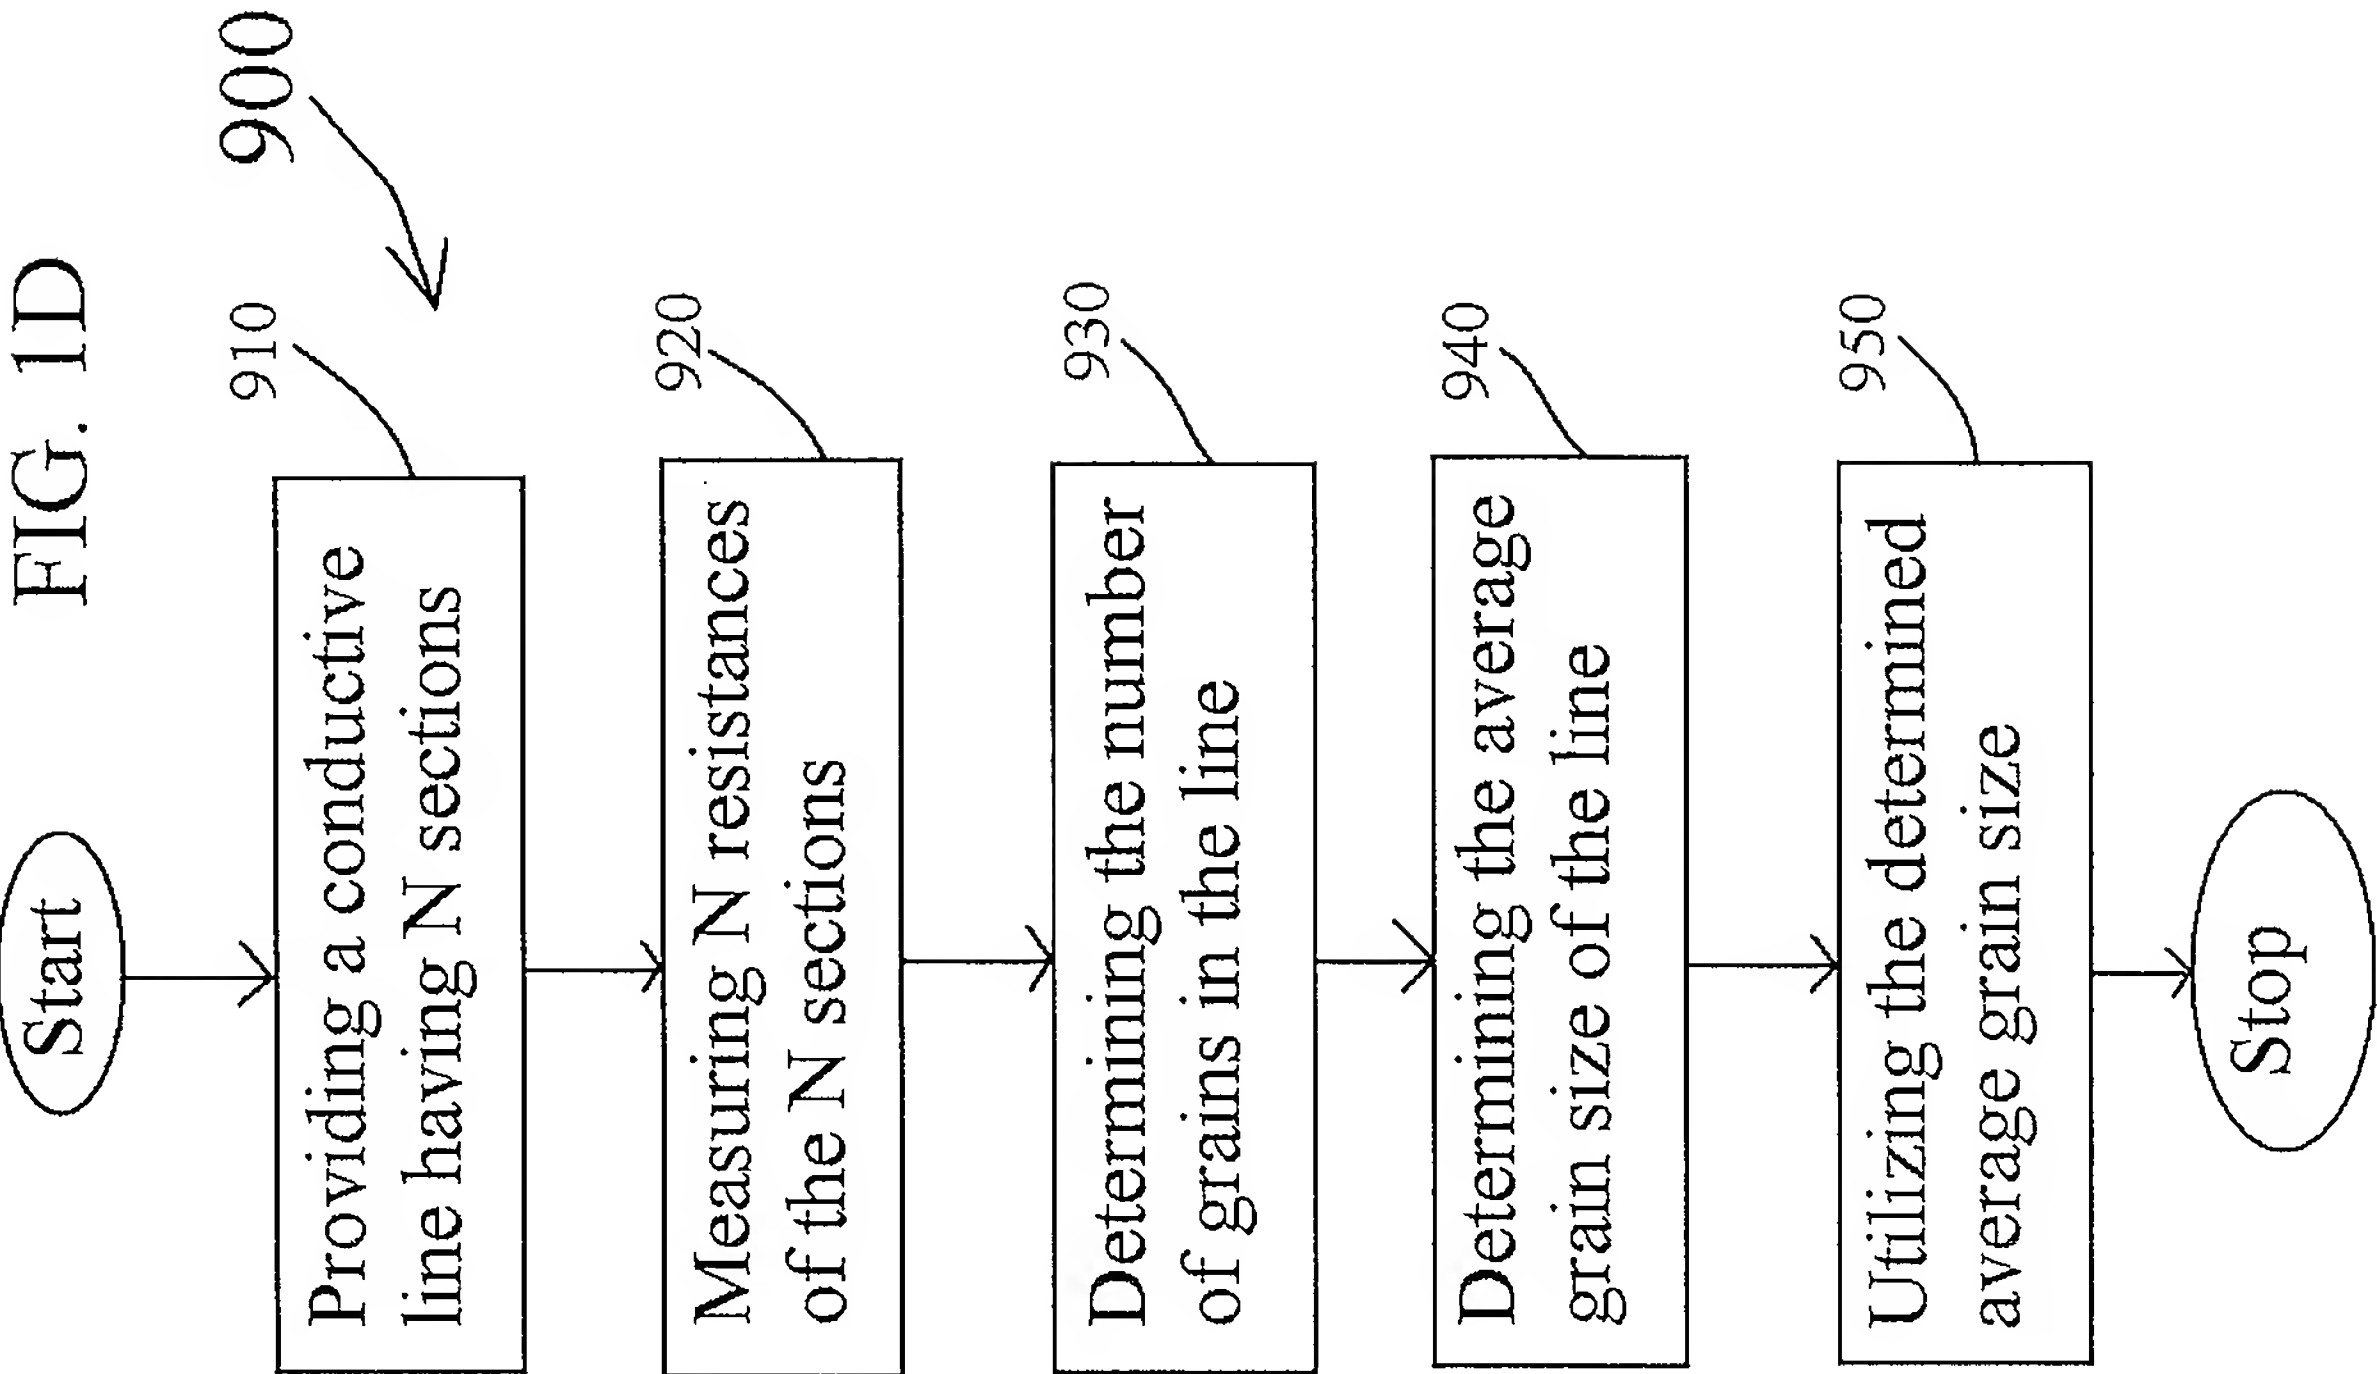 FIG. 1D
900
Start
910
Providing a conductive
line having N sections
920
Measuring N resistances
of the N sections
930
Determining the number
of grains in the line
940
Determining the average
grain size of the line
950
Utilizing the determined
average grain size
Stop